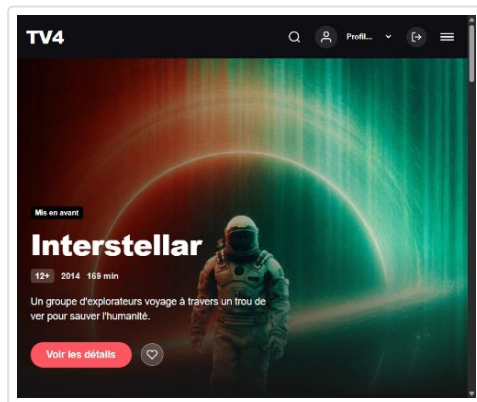 TV4
Profil...
Mis en avant
Interstellar
12+ 2014 169 min
Un groupe d'explorateurs voyage à travers un trou de
ver pour sauver l'humanité.
Voir les détails